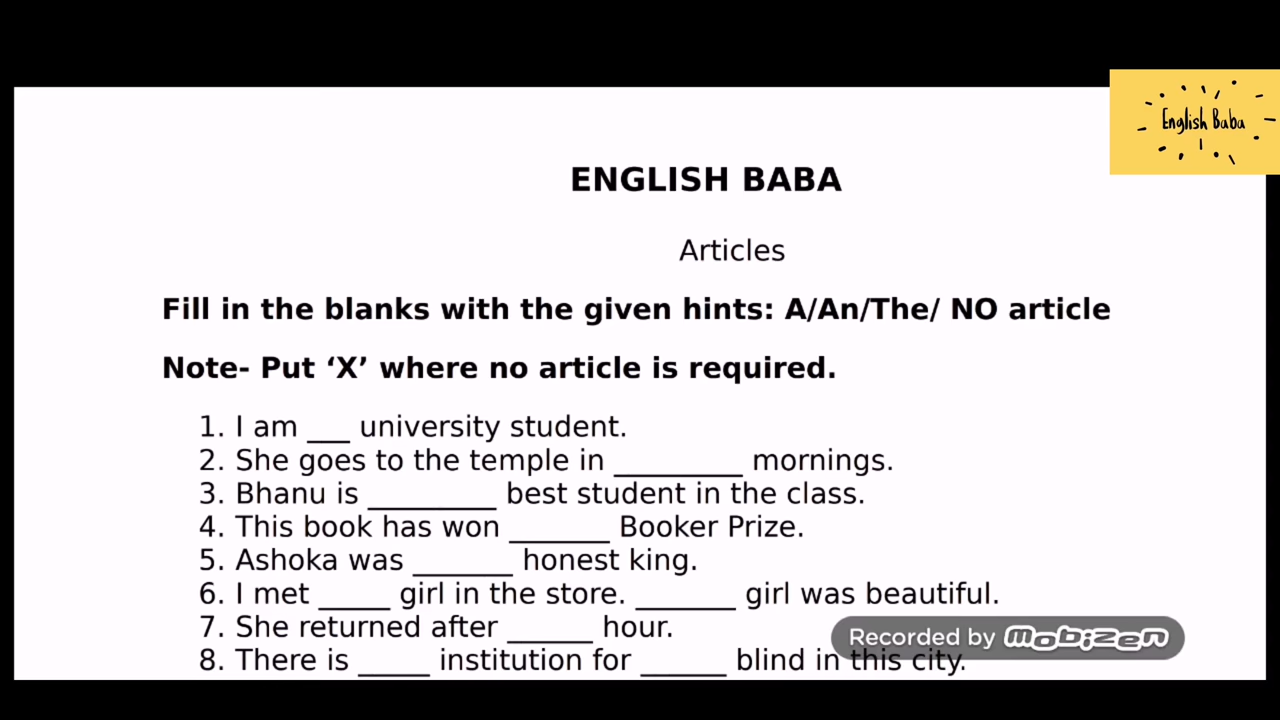 English Baba
ENGLISH BABA
Articles
Fill in the blanks with the given hints: A/An/The/ NO article
Note- Put ‘X’ where no article is required.
1. I am ___ university student.
2. She goes to the temple in _________ mornings.
3. Bhanu is _________ best student in the class.
4. This book has won _______ Booker Prize.
5. Ashoka was _______ honest king.
6. I met _____ girl in the store. _______ girl was beautiful.
7. She returned after ______ hour.
Recorded by mobizen
8. There is _____ institution for ______ blind in this city.